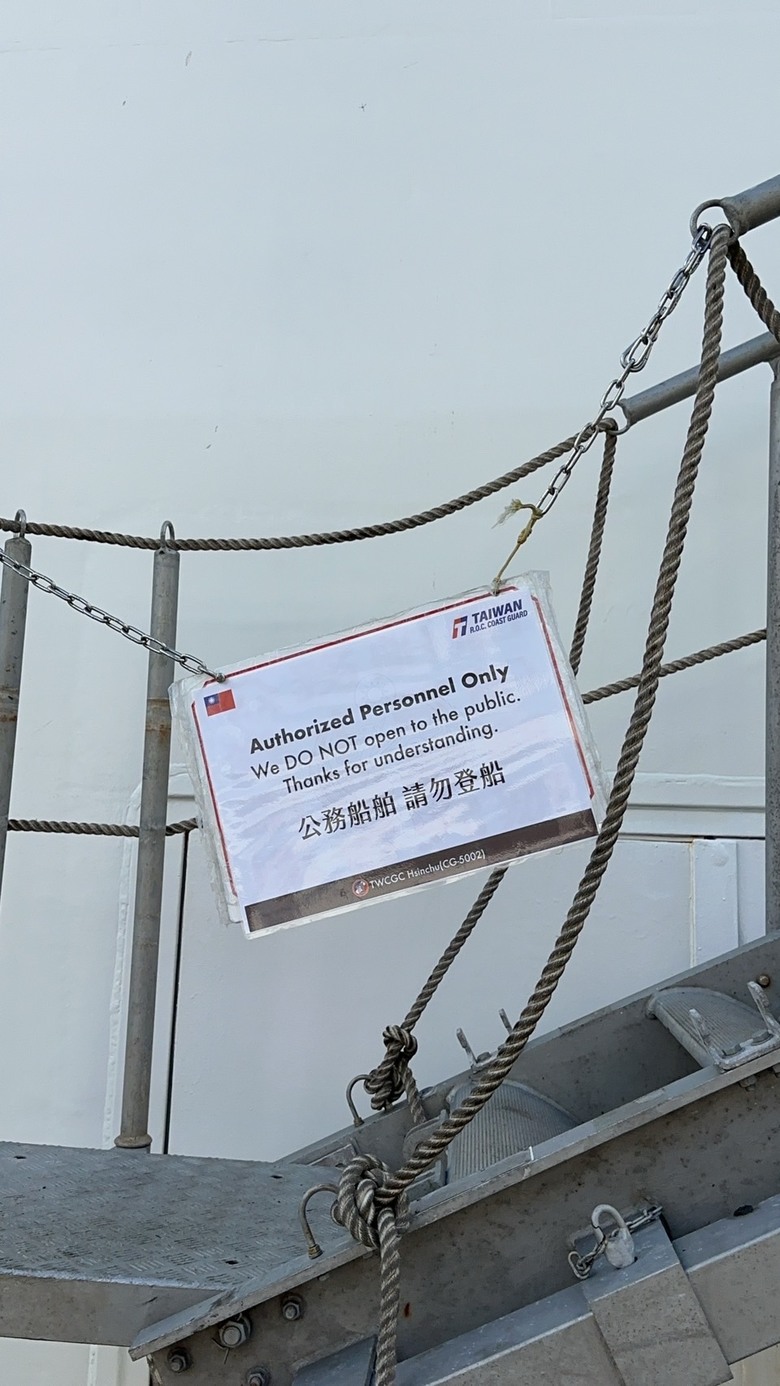 TAIWAN
R.O.C. COAST GUARD
Authorized Personnel Only
We DO NOT open to the public.
Thanks for understanding.
公務船舶 請勿登船
TWCGC Hsinchu(CG-5002)